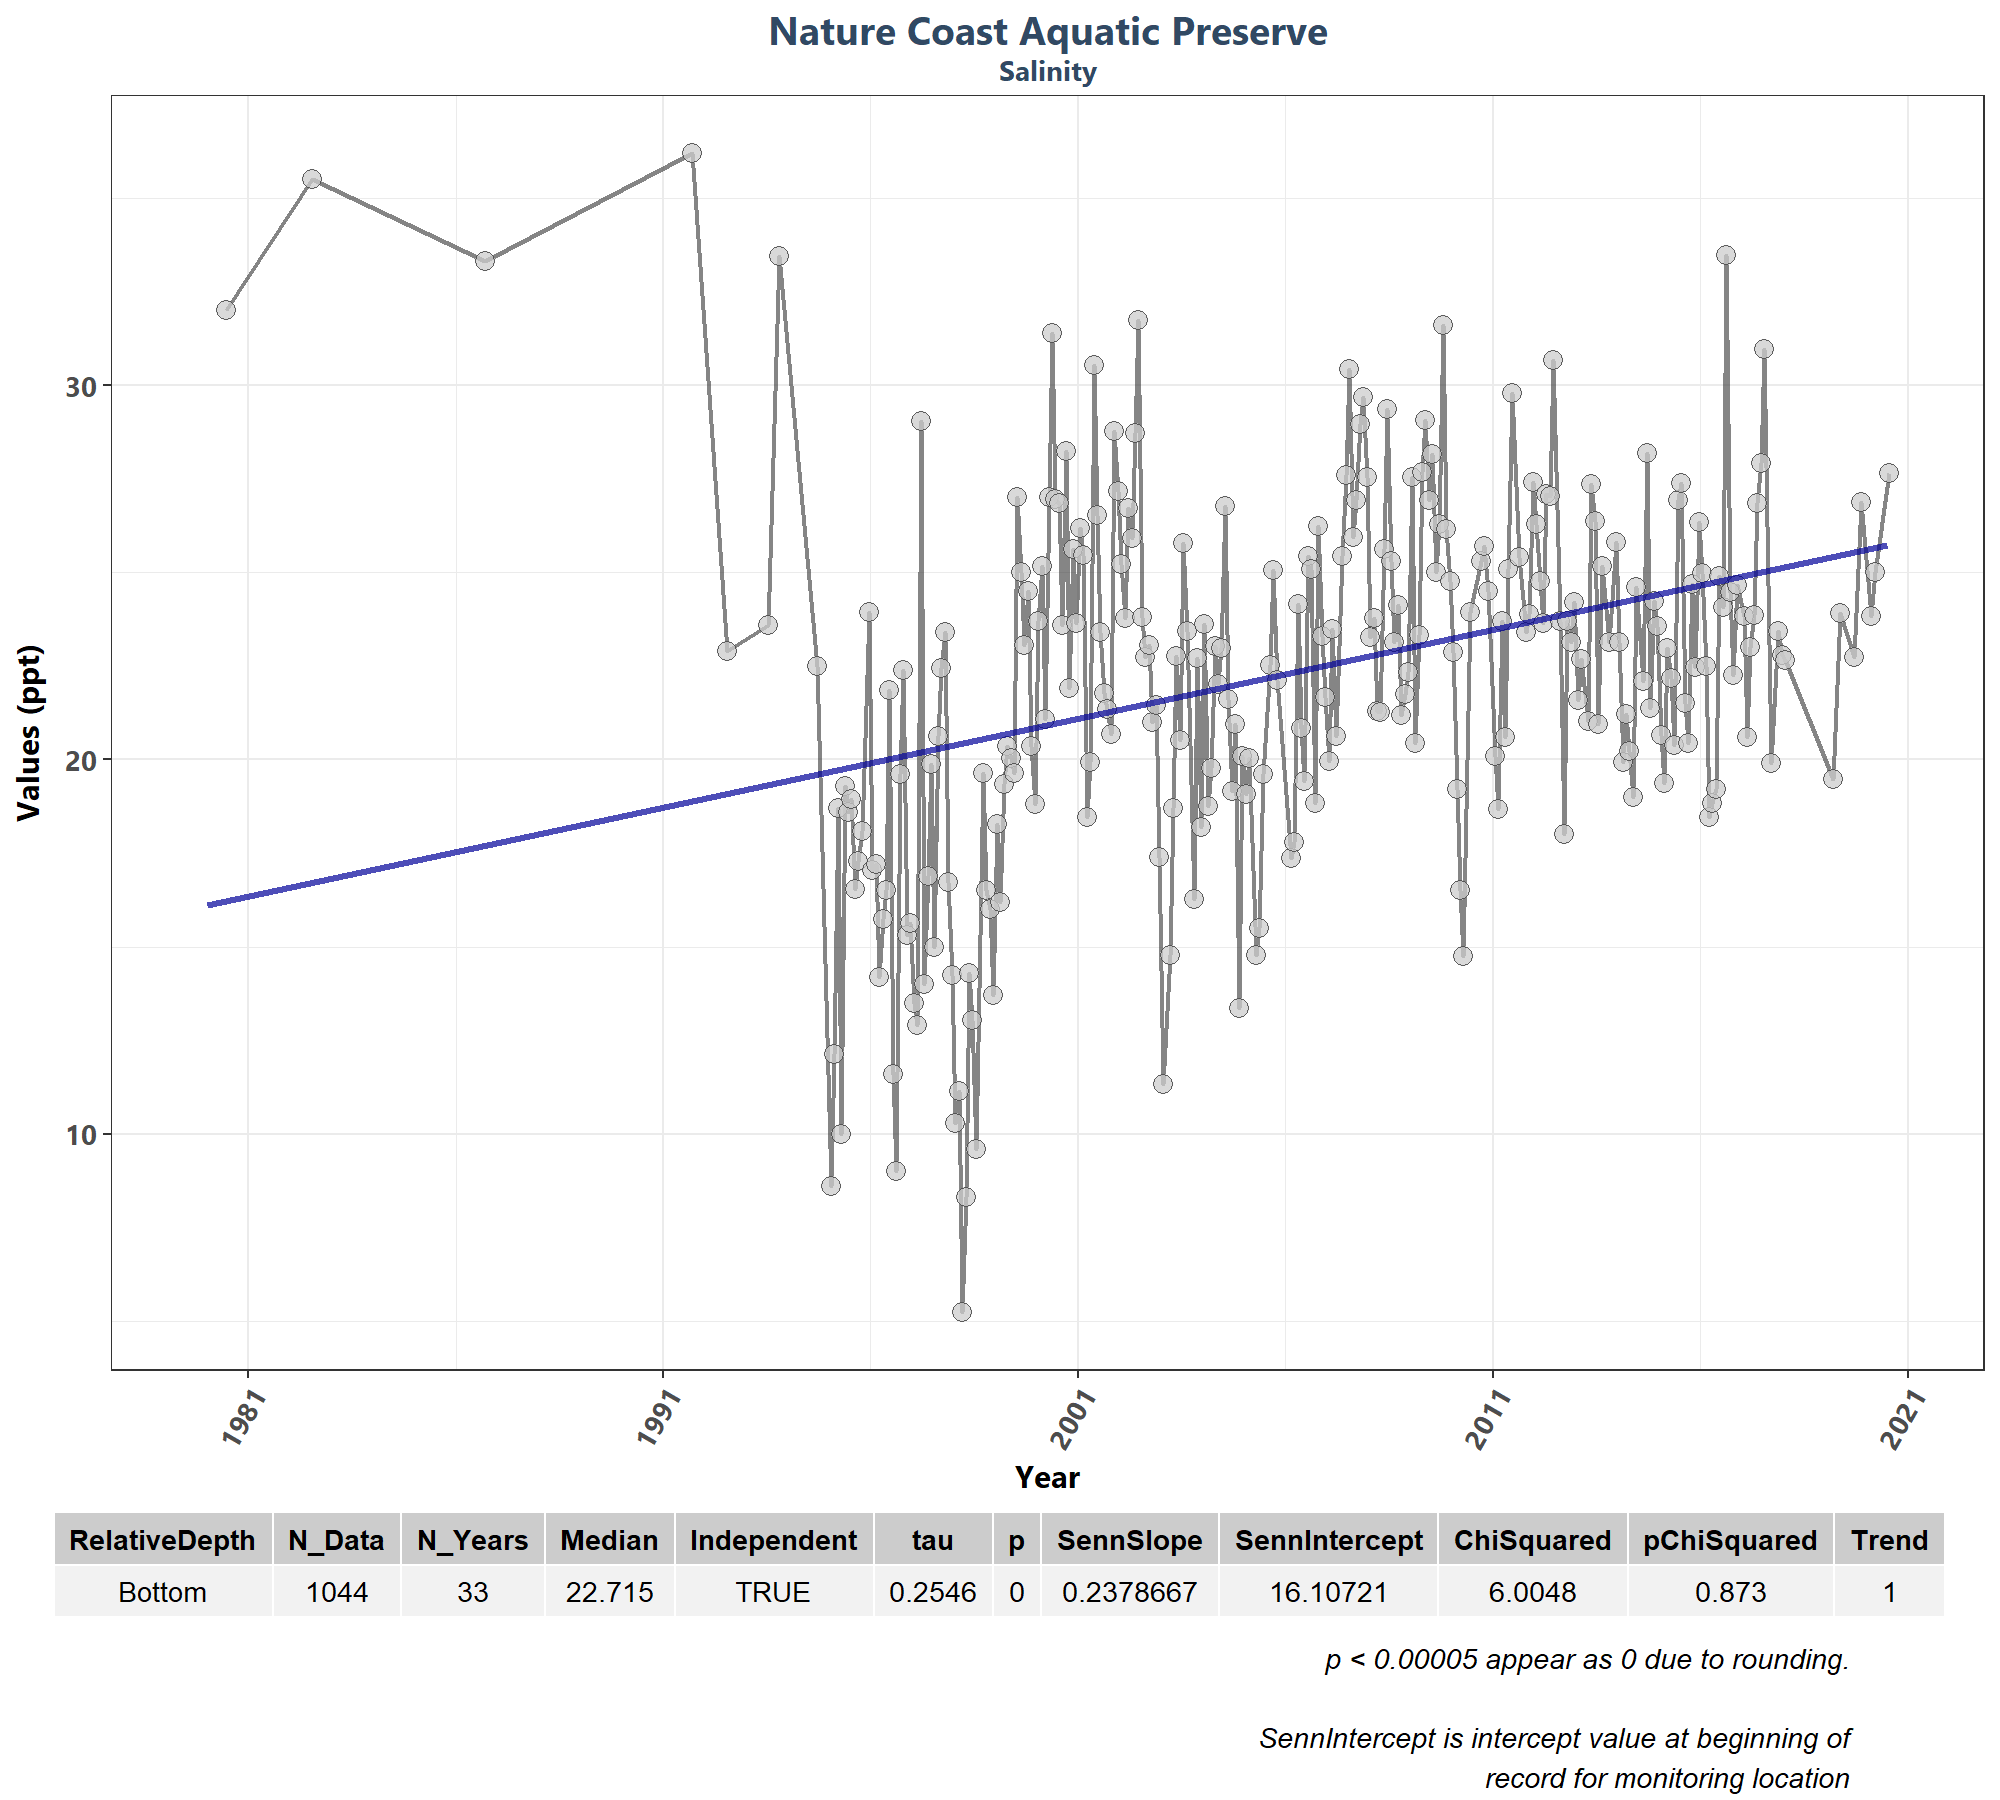 Nature Coast Aquatic Preserve
Salinity
Values (ppt)
30
20
10
1981 1991 2001 2011 2021
Year
RelativeDepth N_Data N_Years Median Independent tau p SennSlope SennIntercept ChiSquared pChiSquared Trend
Bottom 1044 33 22.715 TRUE 0.2546 0 0.2378667 16.10721 6.0048 0.873 1
p < 0.00005 appear as 0 due to rounding.
SennIntercept is intercept value at beginning of
record for monitoring location